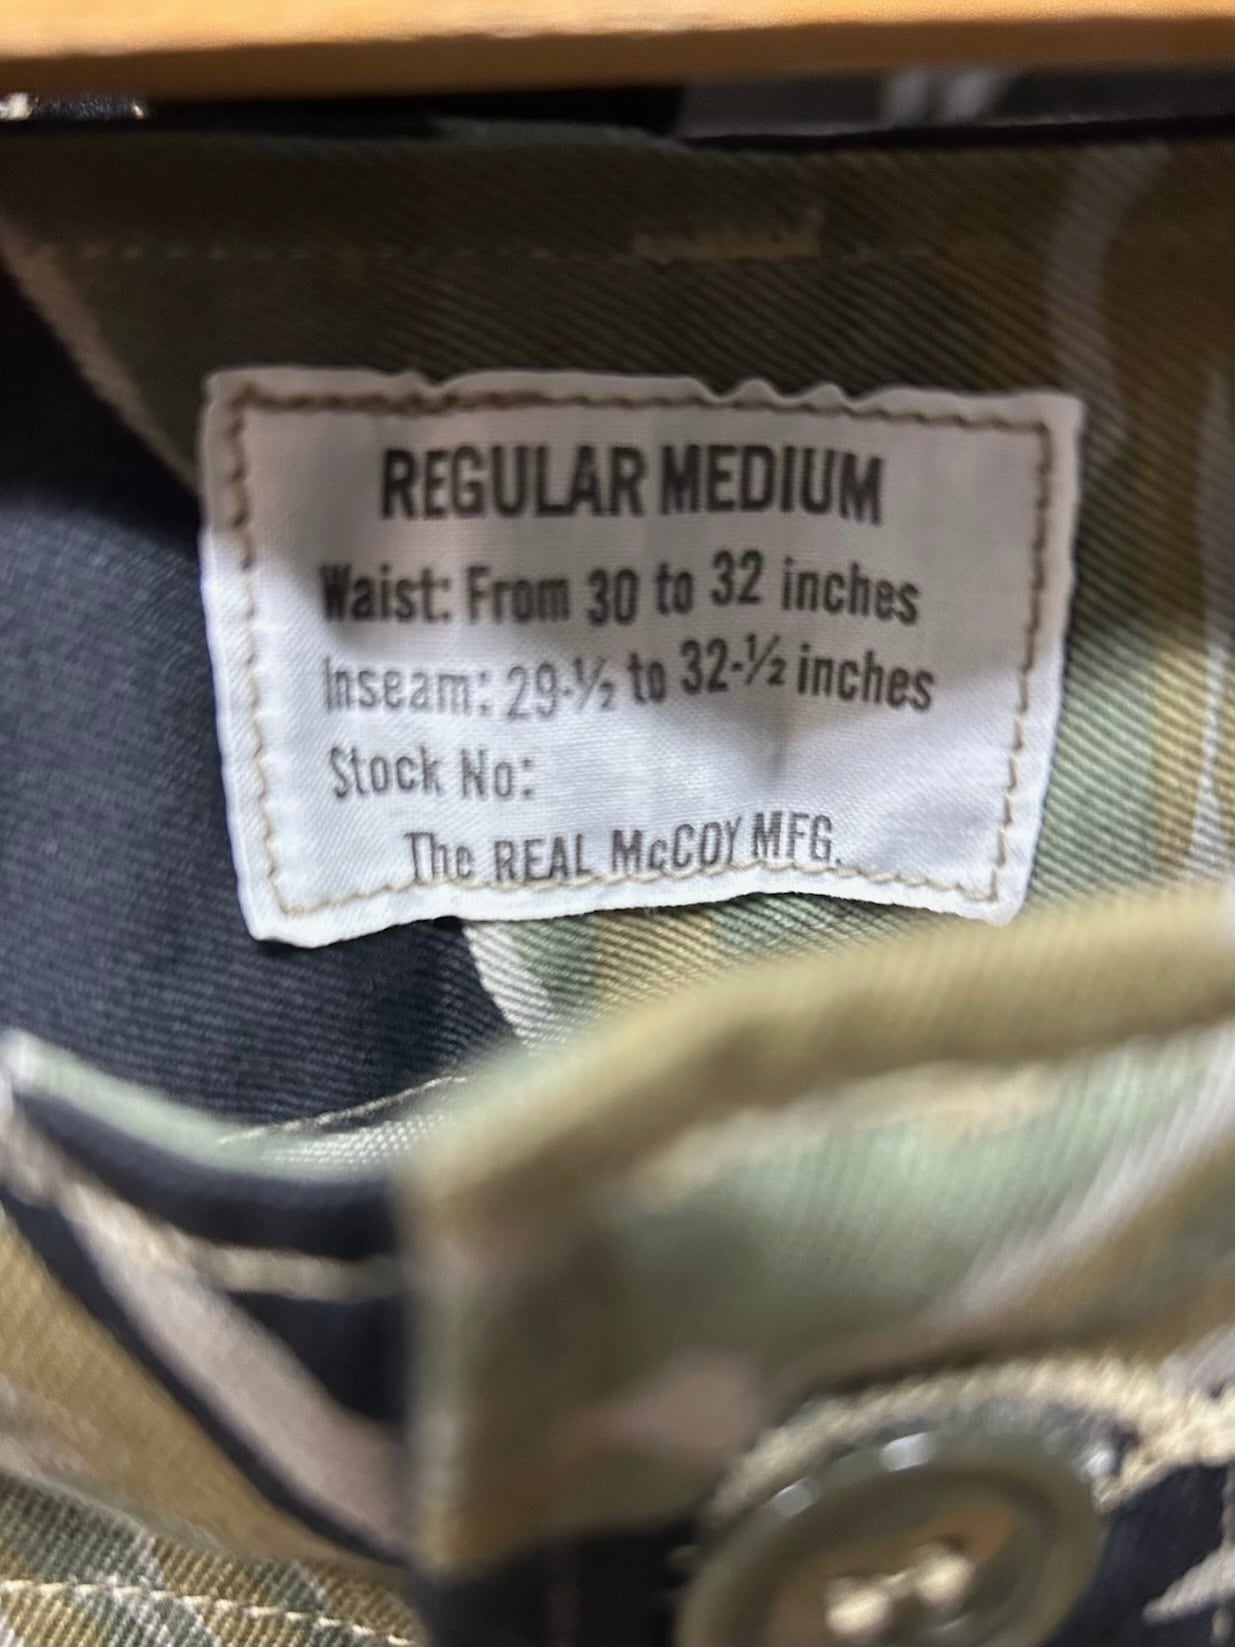 REGULAR MEDIUM
Waist: From 30 to 32 inches
Inseam: 29-½ to 32-½ inches
Stock No:
The REAL McCOY MFG.